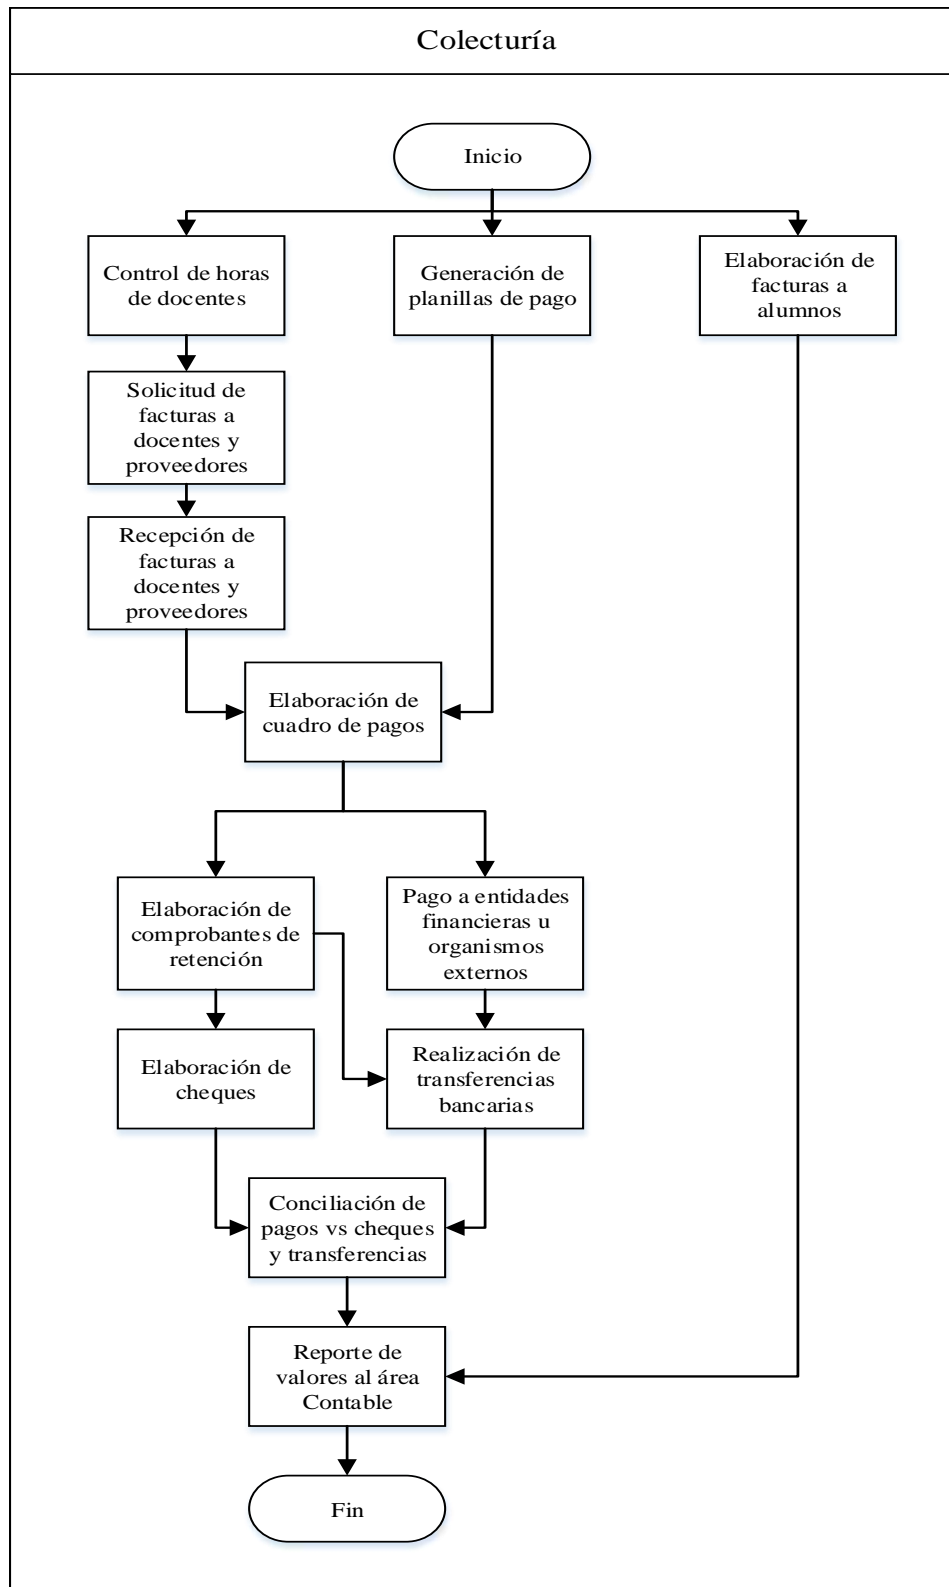 Colecturía
Inicio
Control de horas
de docentes
Generación de
planillas de pago
Elaboración de
facturas a
alumnos
Solicitud de
facturas a
docentes y
proveedores
Recepción de
facturas a
docentes y
proveedores
Elaboración de
cuadro de pagos
Elaboración de
comprobantes de
retención
Pago a entidades
financieras u
organismos
externos
Elaboración de
cheques
Realización de
transferencias
bancarias
Conciliación de
pagos vs cheques
y transferencias
Reporte de
valores al área
Contable
Fin